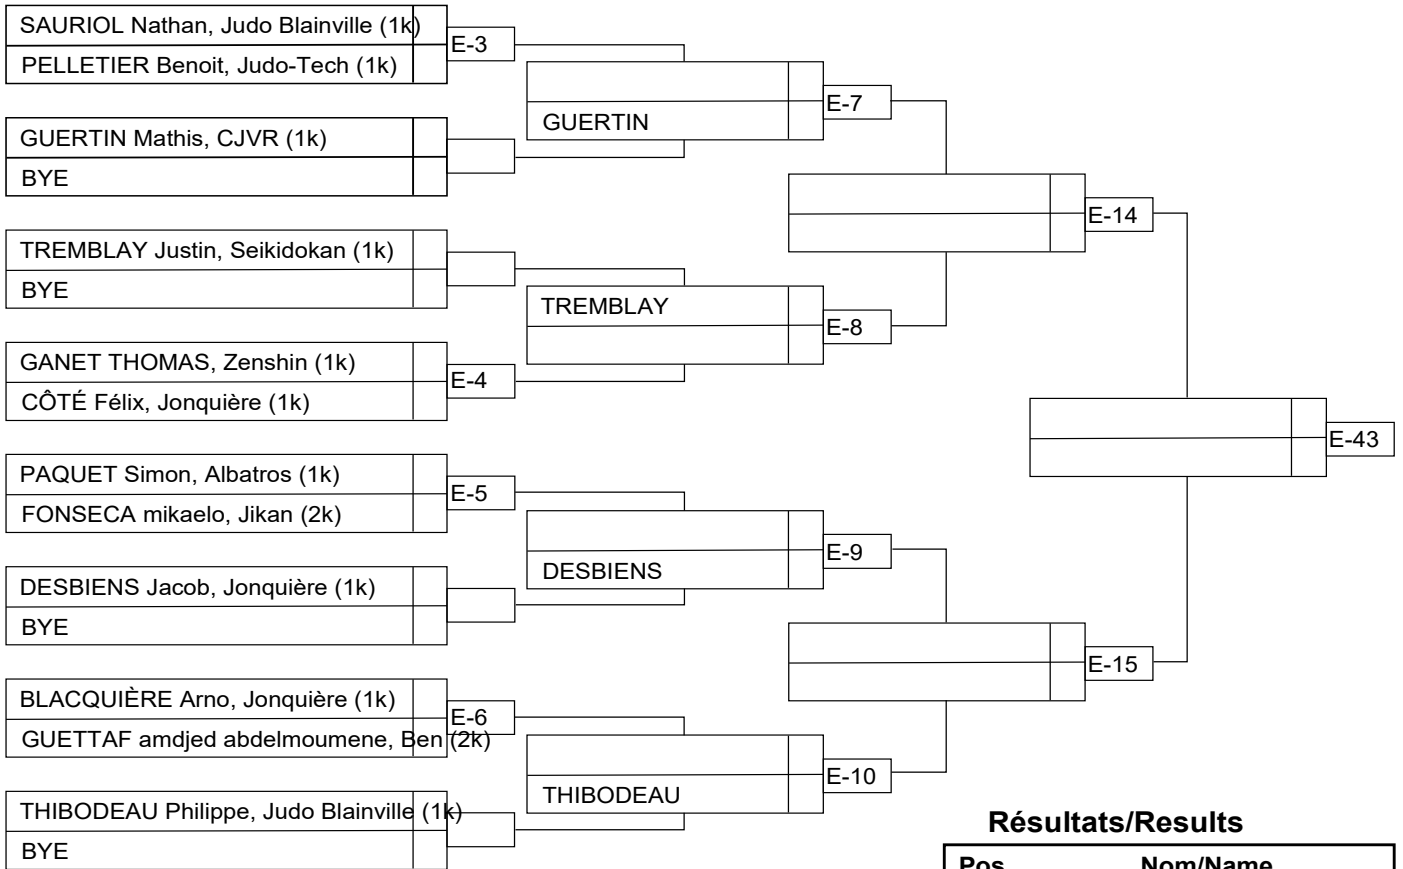 SAURIOL Nathan, Judo Blainville (1k)
PELLETIER Benoit, Judo-Tech (1k)
E-3
GUERTIN Mathis, CJVR (1k)
BYE
GUERTIN
E-7
TREMBLAY Justin, Seikidokan (1k)
BYE
TREMBLAY
E-8
GANET THOMAS, Zenshin (1k)
CÔTÉ Félix, Jonquière (1k)
E-4
E-14
PAQUET Simon, Albatros (1k)
FONSECA mikaelo, Jikan (2k)
E-5
DESBIENS Jacob, Jonquière (1k)
BYE
DESBIENS
E-9
BLACQUIÈRE Arno, Jonquière (1k)
GUETTAF amdjed abdelmoumene, Ben (2k)
E-6
THIBODEAU Philippe, Judo Blainville (1k)
BYE
THIBODEAU
E-10
E-15
E-43
Résultats/Results
Pos Nom/Name